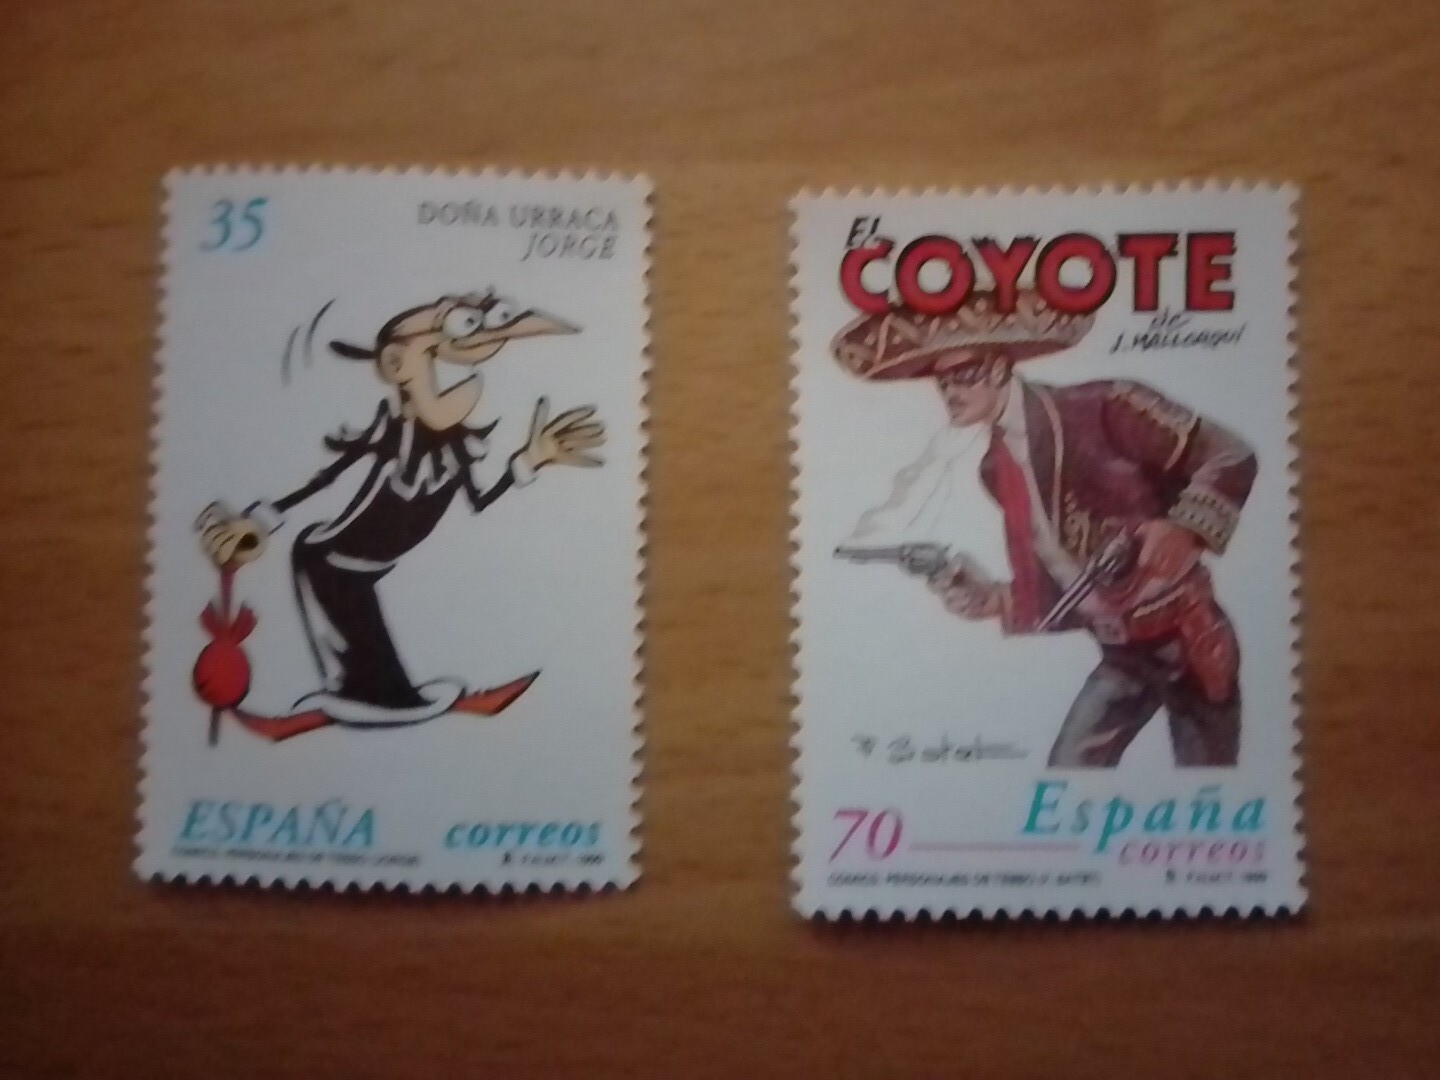 35
DOÑA URRACA
JORGE
ESPAÑA
correos
EL
COYOTE
de
J. MALLORQUI
70
España
correos